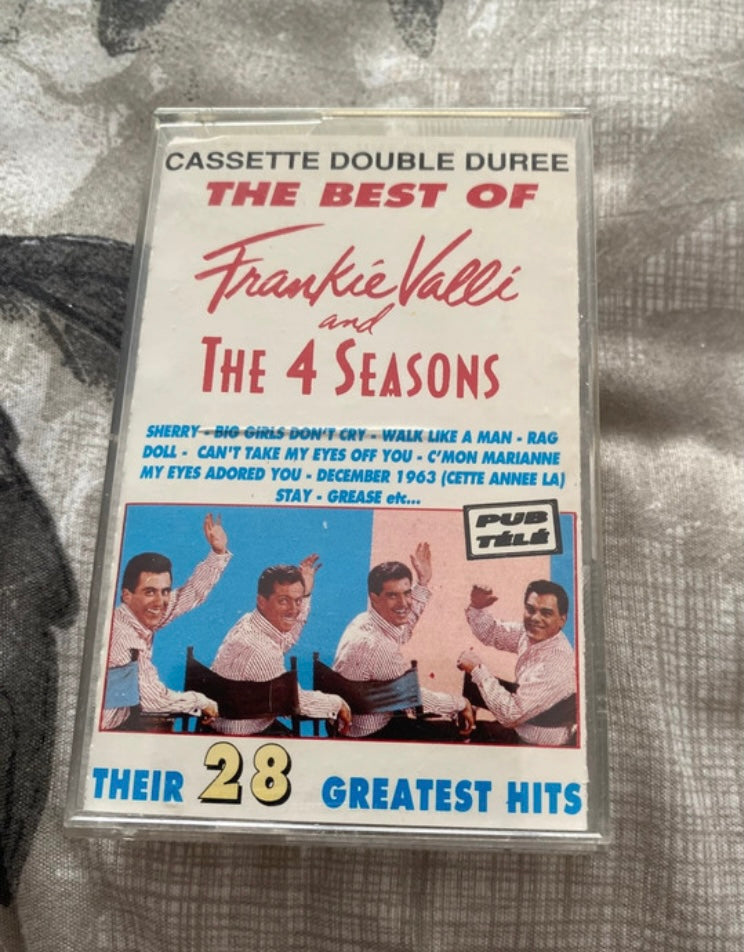 CASSETTE DOUBLE DUREE
THE BEST OF
Frankie Valli
and
THE 4 SEASONS
SHERRY - BIG GIRLS DON'T CRY - WALK LIKE A MAN - RAG
DOLL - CAN'T TAKE MY EYES OFF YOU - C'MON MARIANNE
MY EYES ADORED YOU - DECEMBER 1963 (CETTE ANNEE LA)
STAY - GREASE etc...
PUB
TÉLÉ
THEIR 28 GREATEST HITS